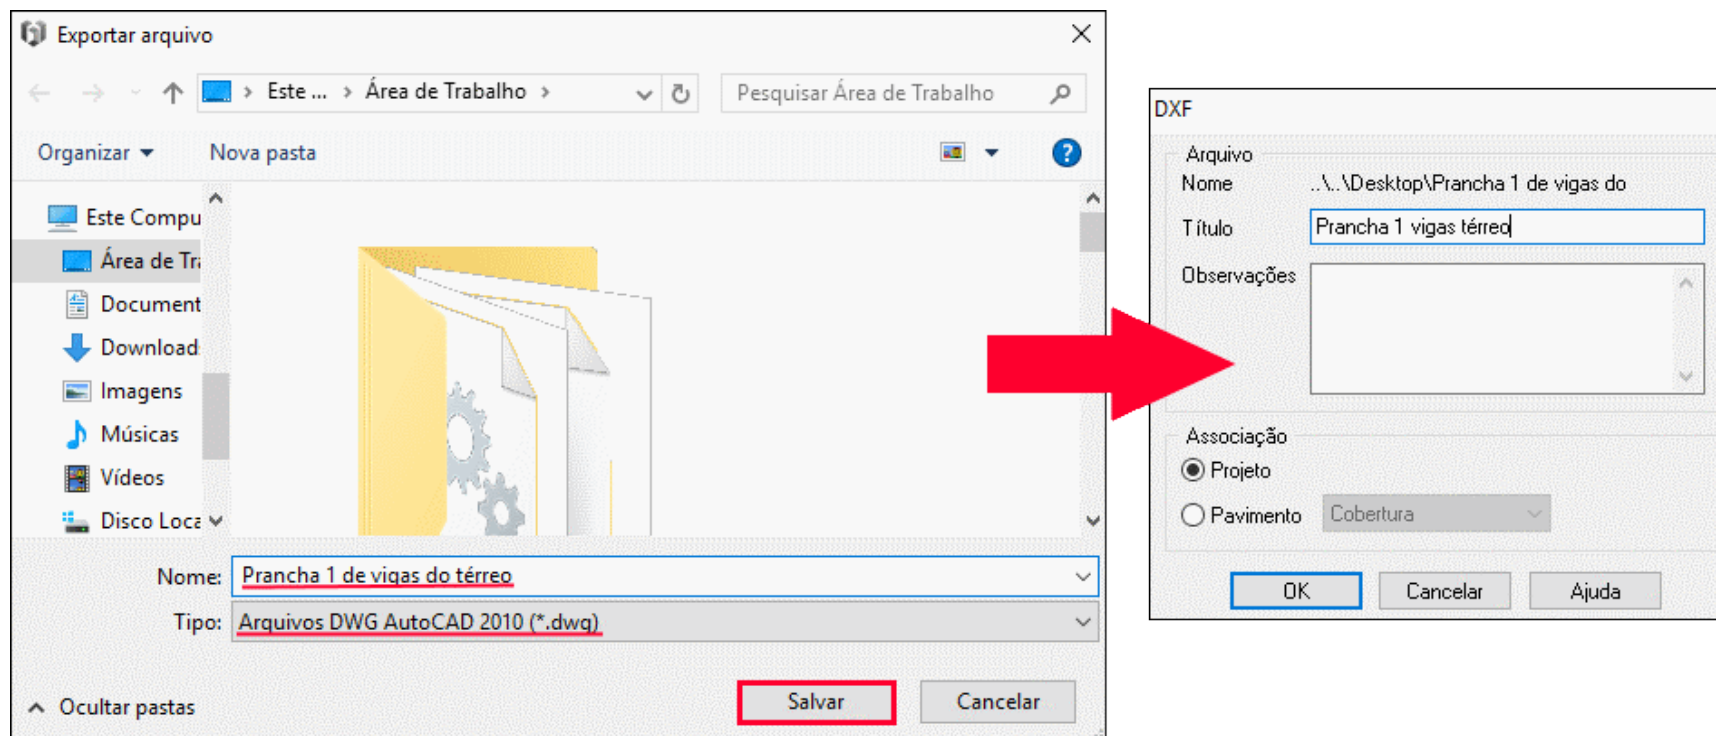 Exportar arquivo
Este ... Área de Trabalho
Pesquisar Área de Trabalho
Organizar
Nova pasta
?
Este Compu
Área de Tra
Document
Download
Imagens
Músicas
Vídeos
Disco Loca
Nome: Prancha 1 de vigas do térreo
Tipo: Arquivos DWG AutoCAD 2010 (*.dwg)
Ocultar pastas
Salvar
Cancelar
DXF
Arquivo
Nome ..\..\Desktop\Prancha 1 de vigas do
Título Prancha 1 vigas térreo
Observações
Associação
Projeto
Pavimento Cobertura
OK
Cancelar
Ajuda